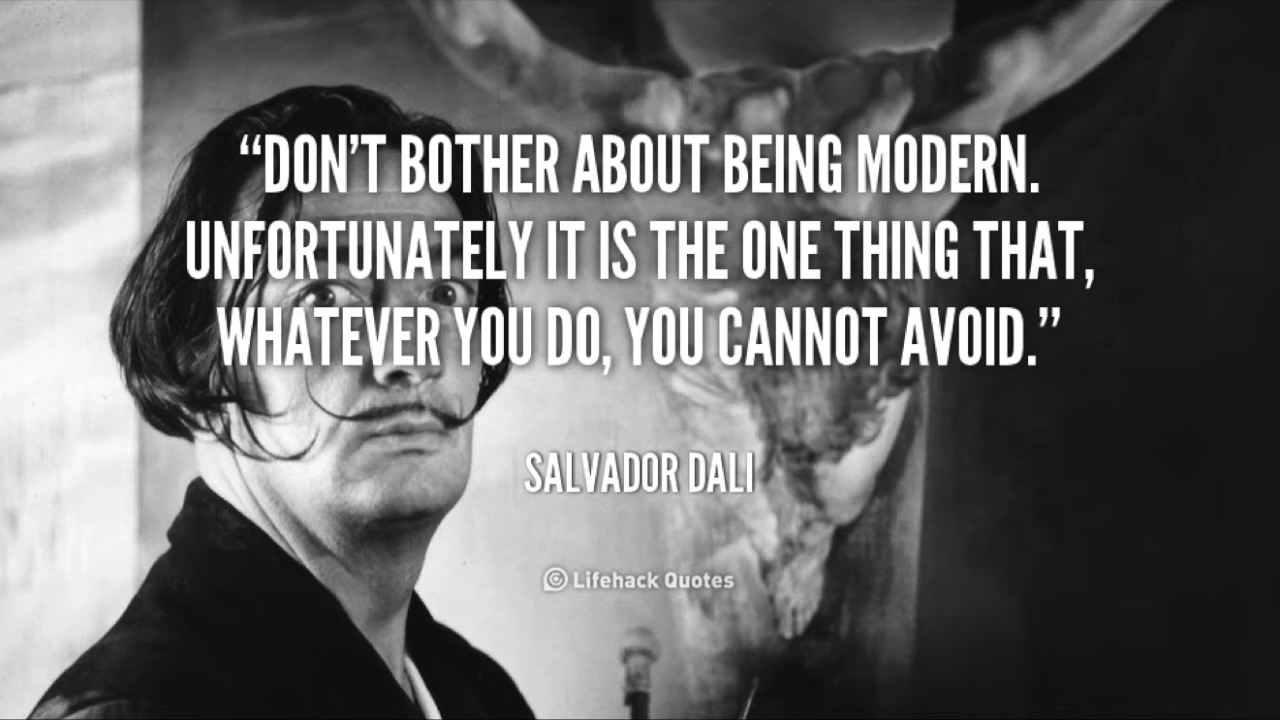 “DON’T BOTHER ABOUT BEING MODERN.
UNFORTUNATELY IT IS THE ONE THING THAT,
WHATEVER YOU DO, YOU CANNOT AVOID.”
SALVADOR DALI
Lifehack Quotes